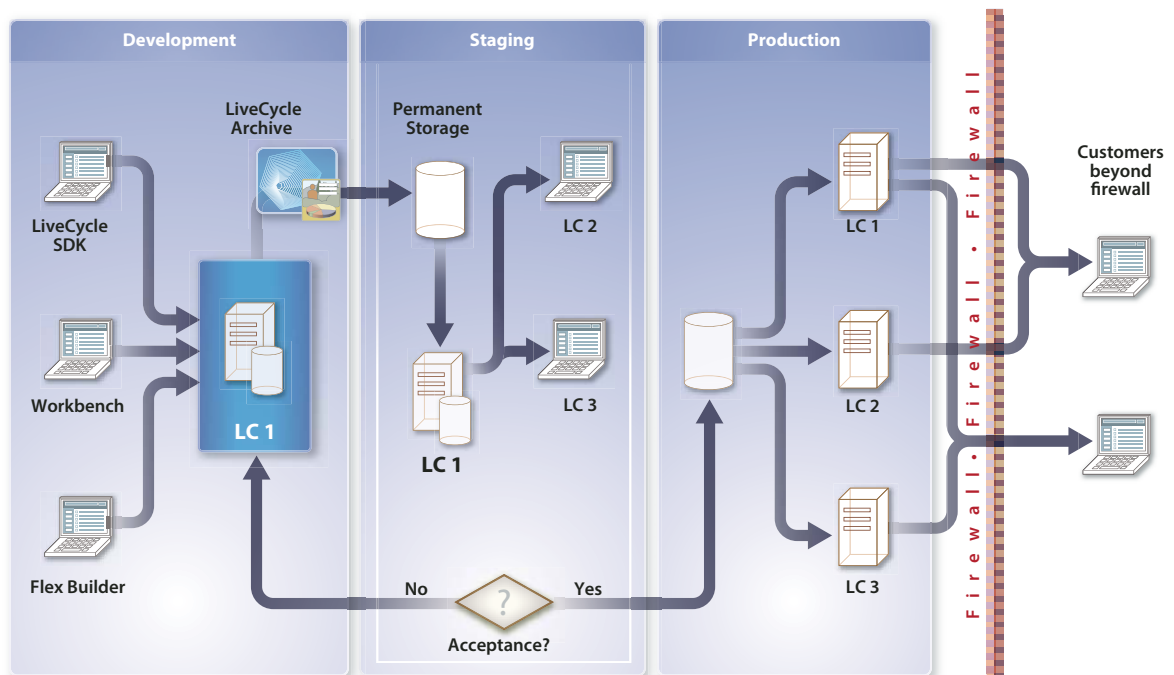 Development
Staging
Production
LiveCycle
Archive
LiveCycle
SDK
Workbench
Flex Builder
LC 1
Permanent
Storage
LC 2
LC 3
LC 1
No
?
Yes
Acceptance?
LC 1
LC 2
LC 3
Firewall • Firewall • Firewall • Firewall
Customers
beyond
firewall